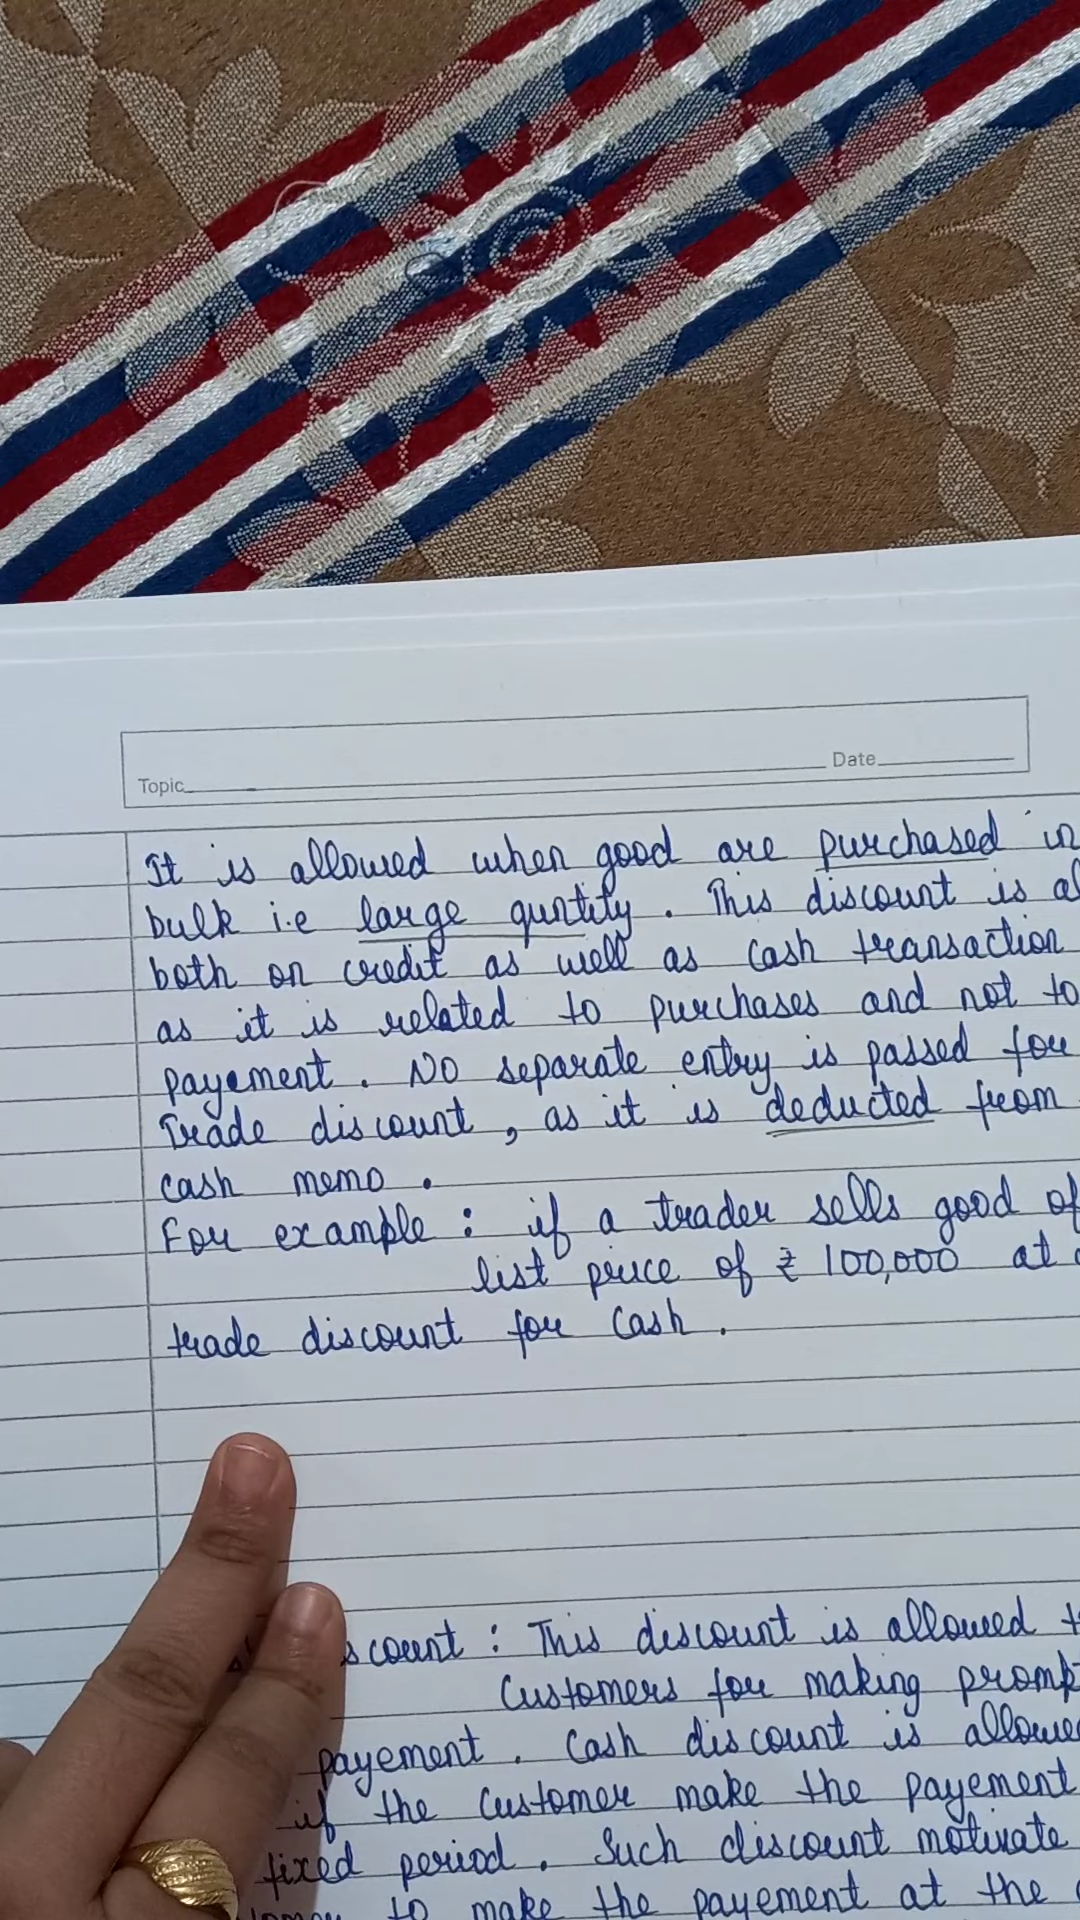 Topic Date
It is allowed when good are purchased in
bulk i.e large quntity. This discount is
both on credit as well as cash transaction
as it is related to purchases and not to
payement. No separate entry is passed for
Trade discount, as it is deducted from
cash memo.
For example: if a trader sells good of
list price of ₹ 100,000 at
trade discount for cash.
scount: This discount is allowed
customers for making
payement. Cash discount is
if the customer make the payement
fixed period. Such discount motivate
to make the payement at the